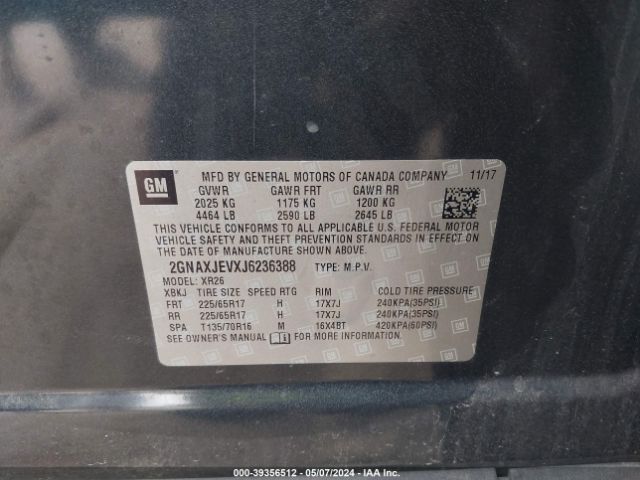 GM
MFD BY GENERAL MOTORS OF CANADA COMPANY 11/17
GVWR GAWR FRT GAWR RR
2025 KG 1175 KG 1200 KG
4464 LB 2590 LB 2645 LB
THIS VEHICLE CONFORMS TO ALL APPLICABLE U.S. FEDERAL MOTOR
VEHICLE SAFETY AND THEFT PREVENTION STANDARDS IN EFFECT ON
THE DATE OF MANUFACTURE SHOWN ABOVE.
2GNAXJEVXJ6236388 TYPE: M.P.V.
MODEL: XR26
XBKJ TIRE SIZE SPEED RTG RIM COLD TIRE PRESSURE
FRT 225/65R17 H 17X7J 240KPA(35PSI)
RR 225/65R17 H 17X7J 240KPA(35PSI)
SPA T135/70R16 M 16X4BT 420KPA(60PSI)
SEE OWNER'S MANUAL FOR MORE INFORMATION.
000-39356512 - 05/07/2024 - IAA Inc.